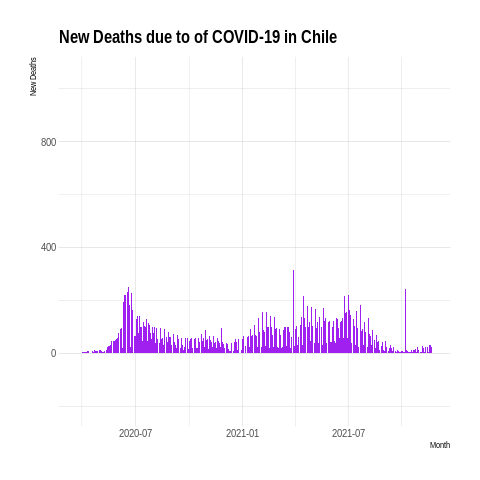 New Deaths due to of COVID-19 in Chile
New Deaths
800
400
0
2020-07
2021-01
2021-07
Month